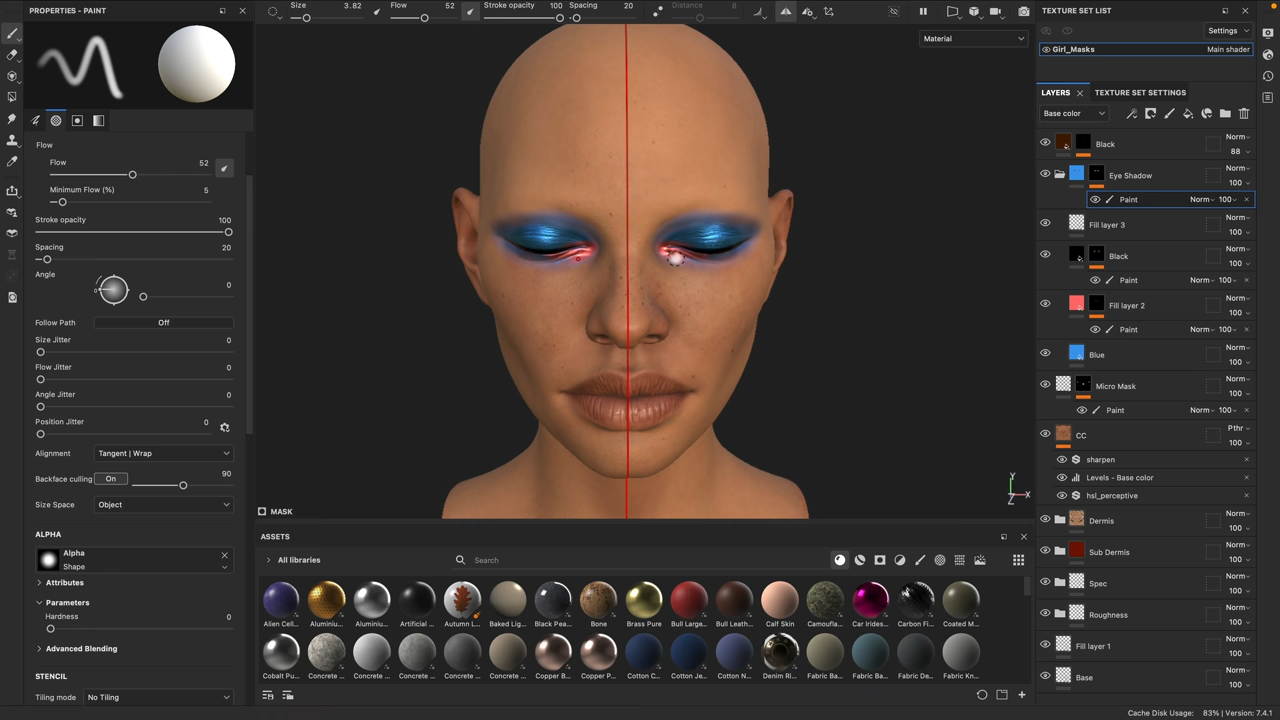 PROPERTIES - PAINT
Flow
Flow 52
Minimum Flow (%) 5
Stroke opacity 100
Spacing 20
Angle
0
Follow Path Off
Size Jitter 0
Flow Jitter 0
Angle Jitter 0
Position Jitter 0
Alignment Tangent | Wrap
Backface culling On 90
Size Space Object
ALPHA
Alpha
Shape
Attributes
Parameters
Hardness 0
Advanced Blending
STENCIL
Tiling mode No Tiling
Size 3.82 Flow 52 Stroke opacity 100 Spacing 20 Distance 8
Material
Y
X
Z
MASK
ASSETS
All libraries Search
Alien Cell... Aluminiu... Aluminiu... Artificial ... Autumn L... Baked Lig... Black Pea... Bone Brass Pure Bull Large... Bull Leath... Calf Skin Camoufla... Car Irides... Carbon Fi... Coated M...
Cobalt Pu... Concrete ... Concrete ... Concrete ... Concrete ... Concrete ... Copper B... Copper P... Cotton C... Cotton Je... Cotton N... Denim Ri... Fabric Ba... Fabric Ba... Fabric De... Fabric Kn...
TEXTURE SET LIST
Settings
Girl_Masks Main shader
LAYERS TEXTURE SET SETTINGS
Base color
Black Norm 88
Eye Shadow Norm 100
Paint Norm 100
Fill layer 3 Norm 100
Black Norm 100
Paint Norm 100
Fill layer 2 Norm 100
Paint Norm 100
Blue Norm 100
Micro Mask Norm 100
Paint Norm 100
CC Pthr 100
sharpen
Levels - Base color
hsl_perceptive
Dermis Norm 100
Sub Dermis Norm 100
Spec Norm 100
Roughness Norm 100
Fill layer 1 Norm 100
Base Norm 100
Cache Disk Usage: 83% | Version: 7.4.1